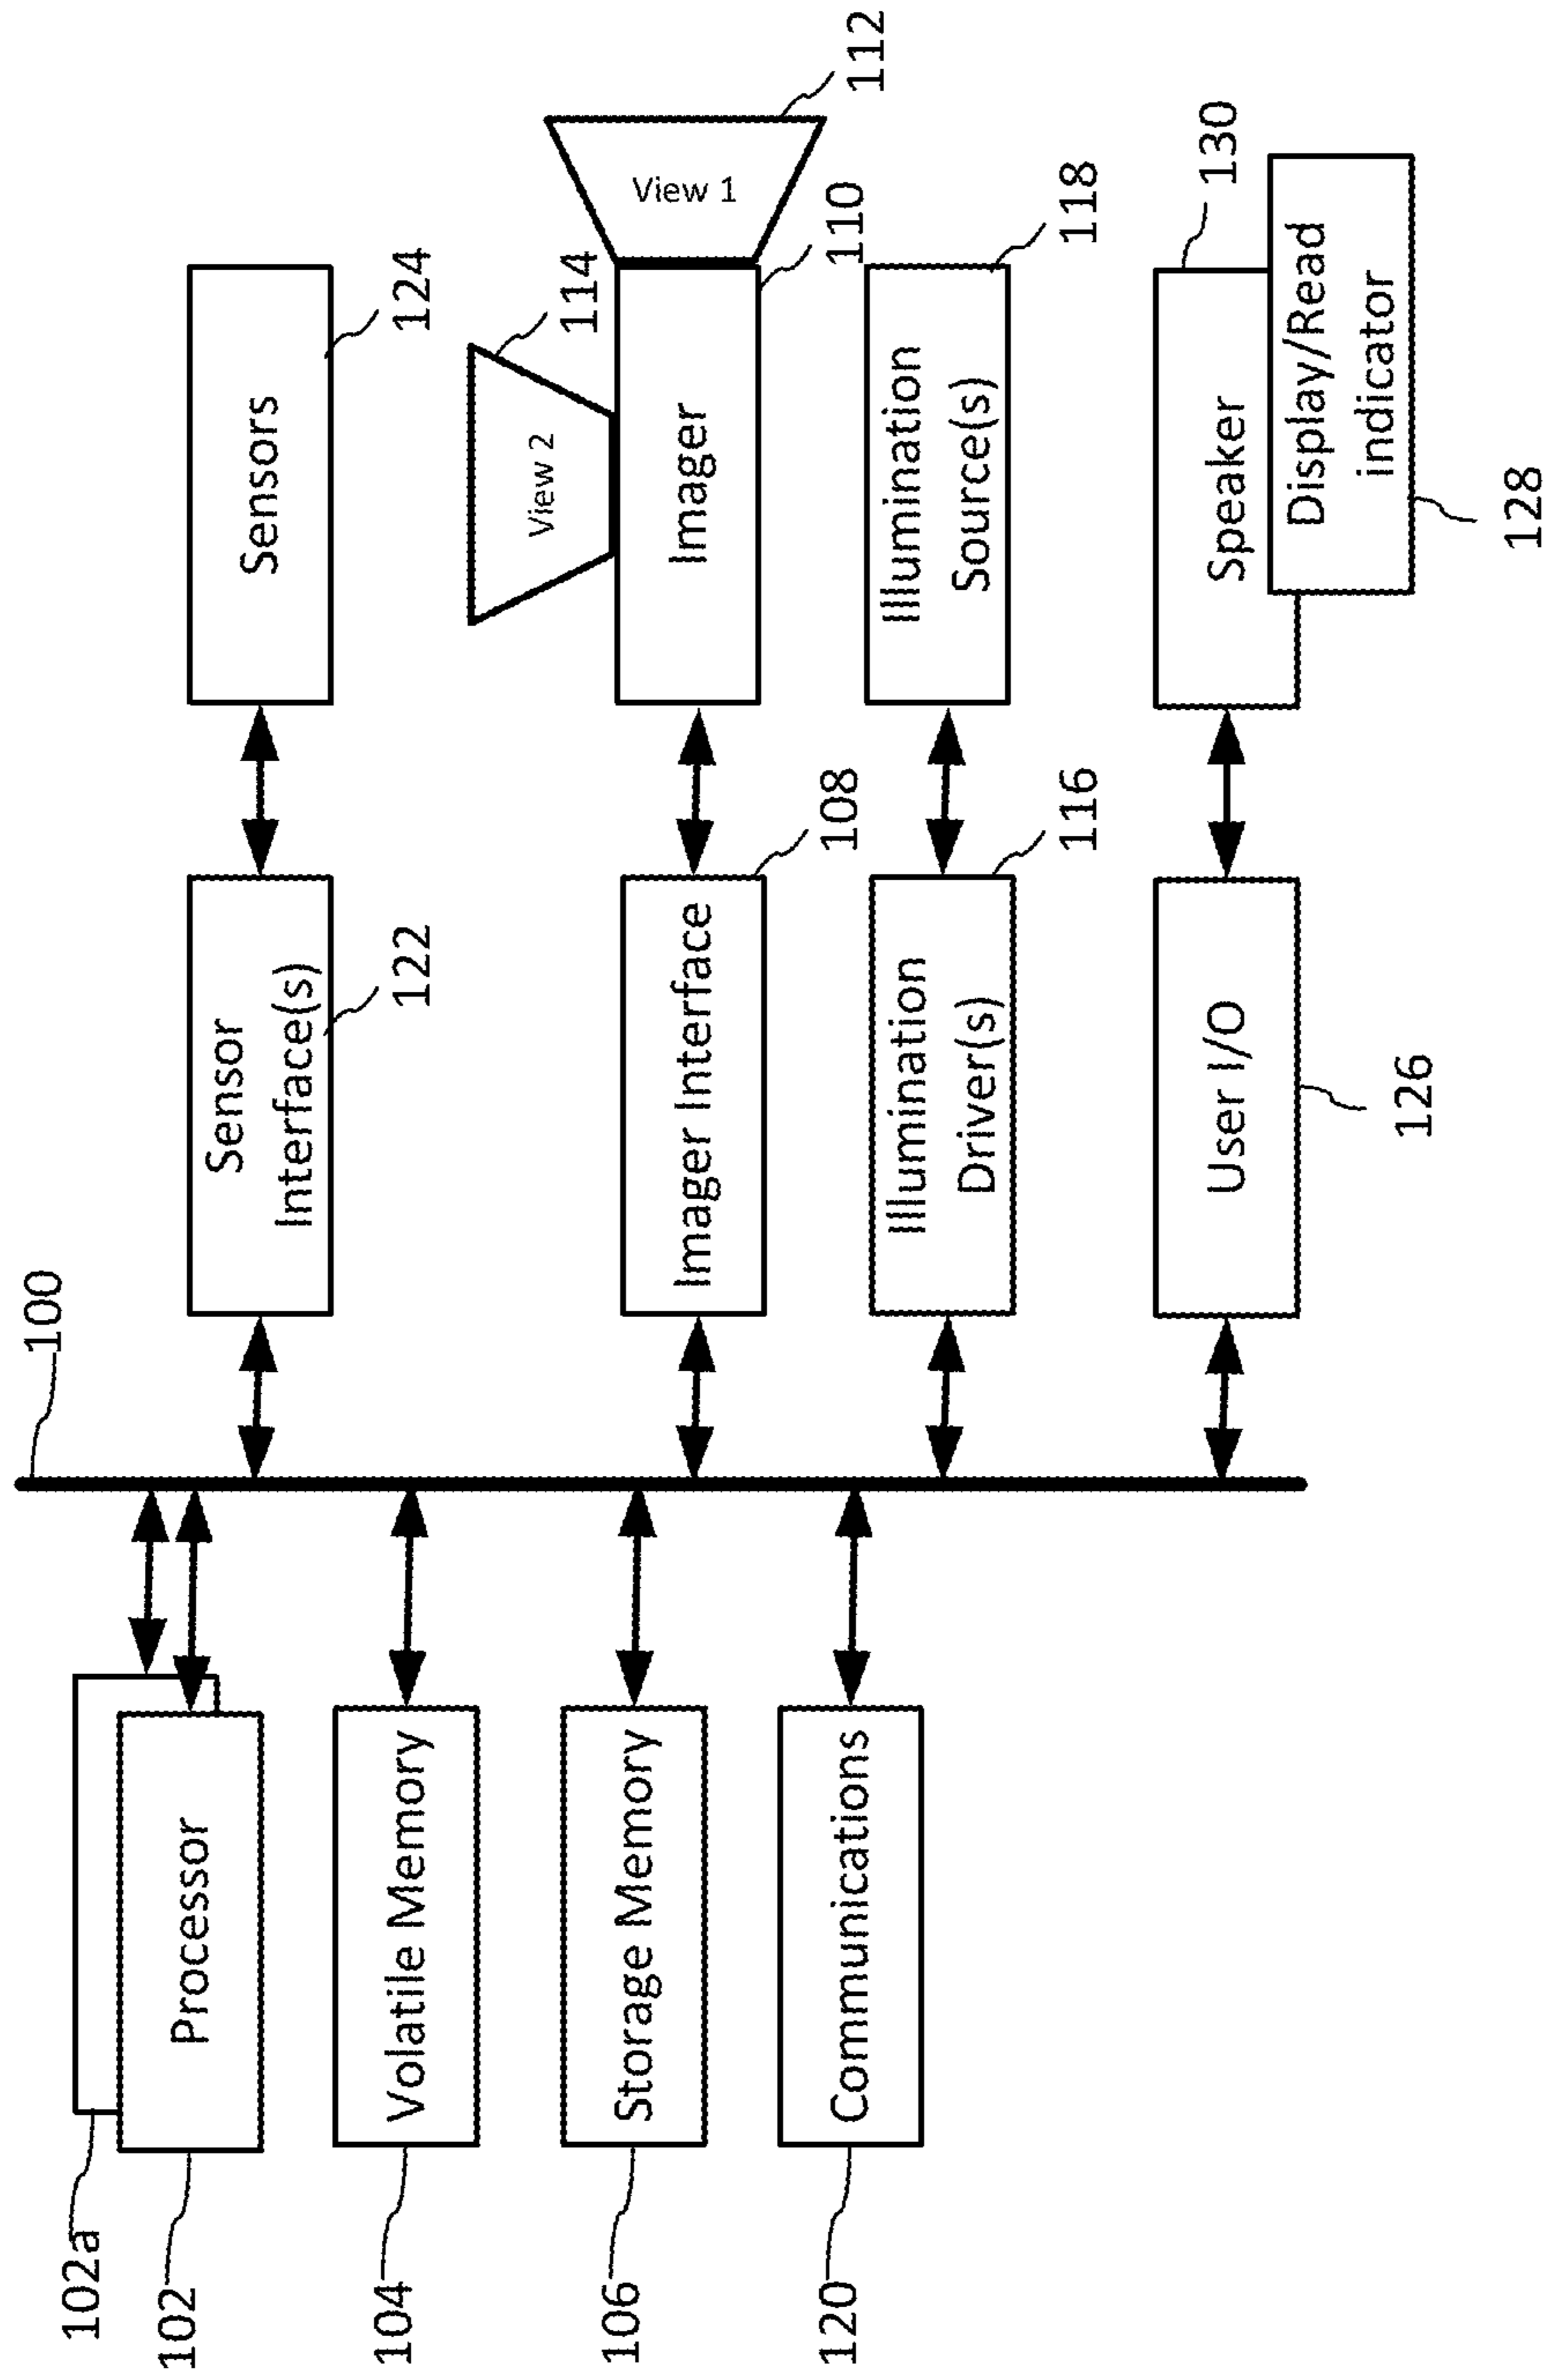 100
102a
102
Processor
104
Volatile Memory
106
Storage Memory
120
Communications
Sensor
Interface(s)
122
Sensors
124
Imager Interface
108
Imager
110
View 1
112
View 2
114
Illumination
Driver(s)
116
Illumination
Source(s)
118
User I/O
126
Speaker
130
Display/Read
indicator
128